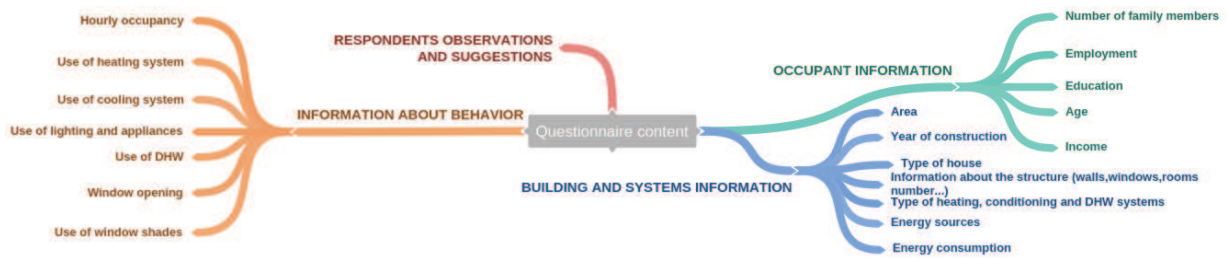 Questionnaire content
RESPONDENTS OBSERVATIONS
AND SUGGESTIONS
INFORMATION ABOUT BEHAVIOR
Hourly occupancy
Use of heating system
Use of cooling system
Use of lighting and appliances
Use of DHW
Window opening
Use of window shades
OCCUPANT INFORMATION
Number of family members
Employment
Education
Age
Income
BUILDING AND SYSTEMS INFORMATION
Area
Year of construction
Type of house
Information about the structure (walls,windows,rooms
number...)
Type of heating, conditioning and DHW systems
Energy sources
Energy consumption